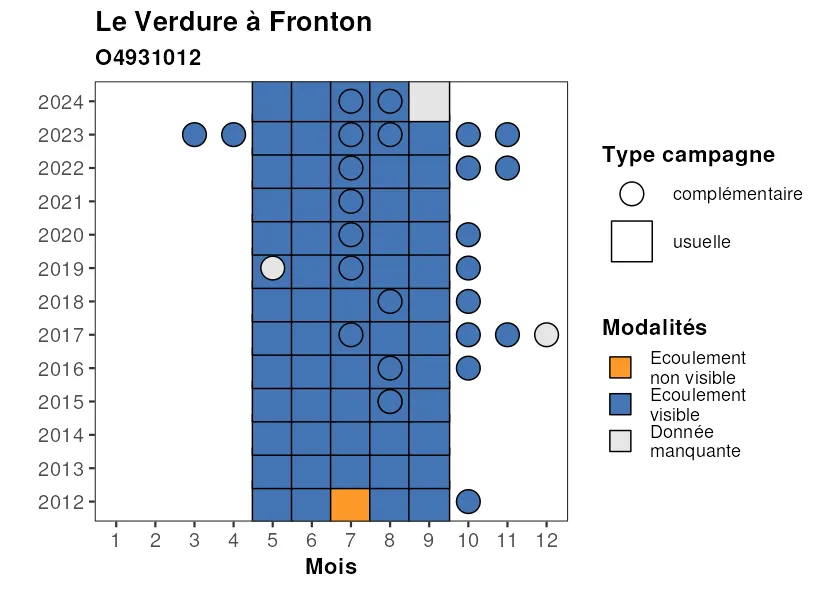 Le Verdure à Fronton
O4931012
2024
2023
2022
2021
2020
2019
2018
2017
2016
2015
2014
2013
2012
1 2 3 4 5 6 7 8 9 10 11 12
Mois
Type campagne
complémentaire
usuelle
Modalités
Ecoulement
non visible
Ecoulement
visible
Donnée
manquante